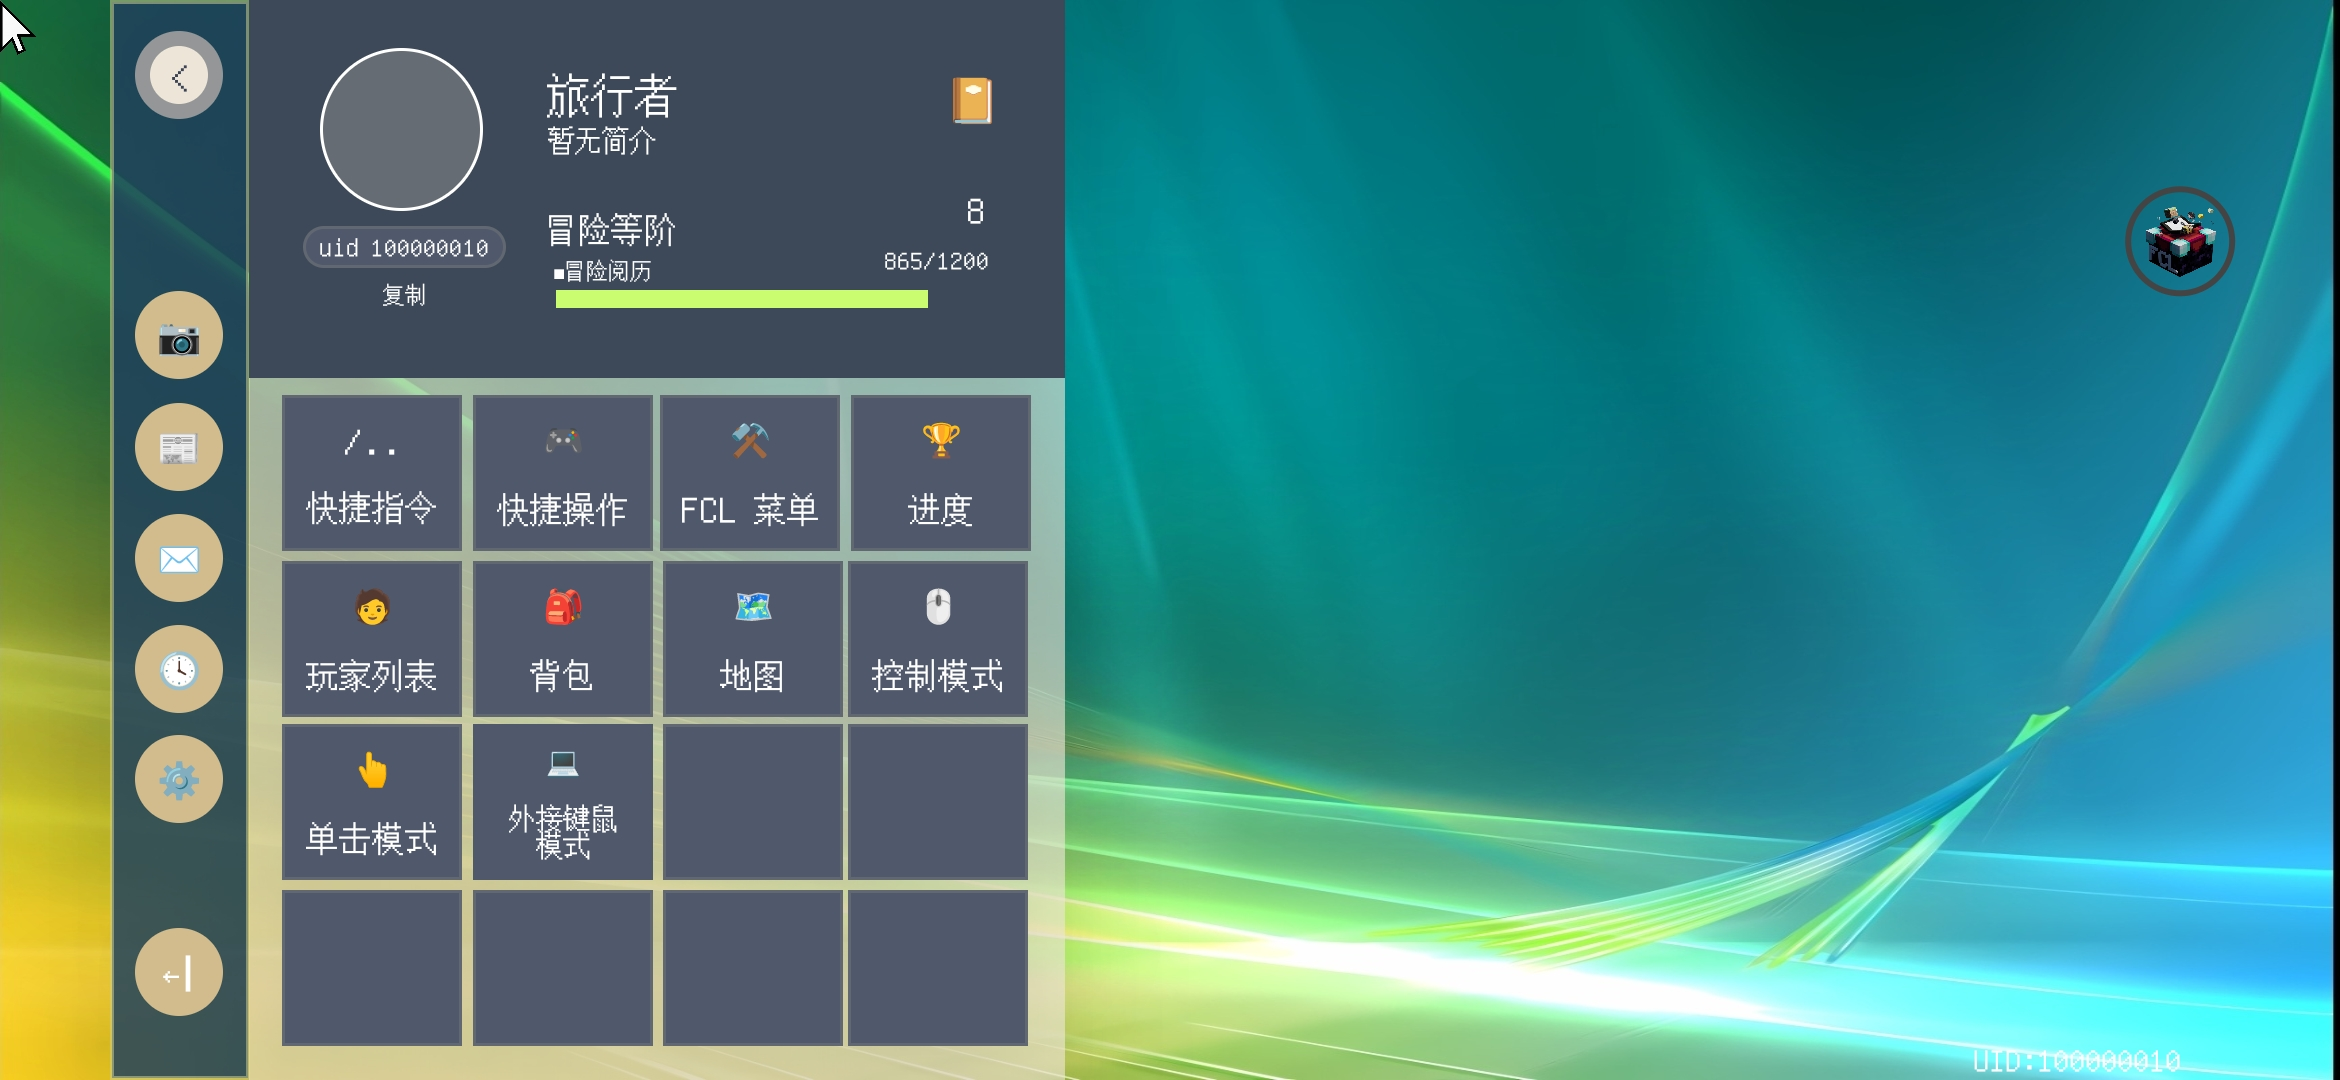 旅行者
暂无简介
uid 100000010
复制
冒险等阶
8
■冒险阅历
865/1200
/..
快捷指令
快捷操作
FCL 菜单
进度
玩家列表
背包
地图
控制模式
单击模式
外接键鼠
模式
←|
FCL
UID:100000010